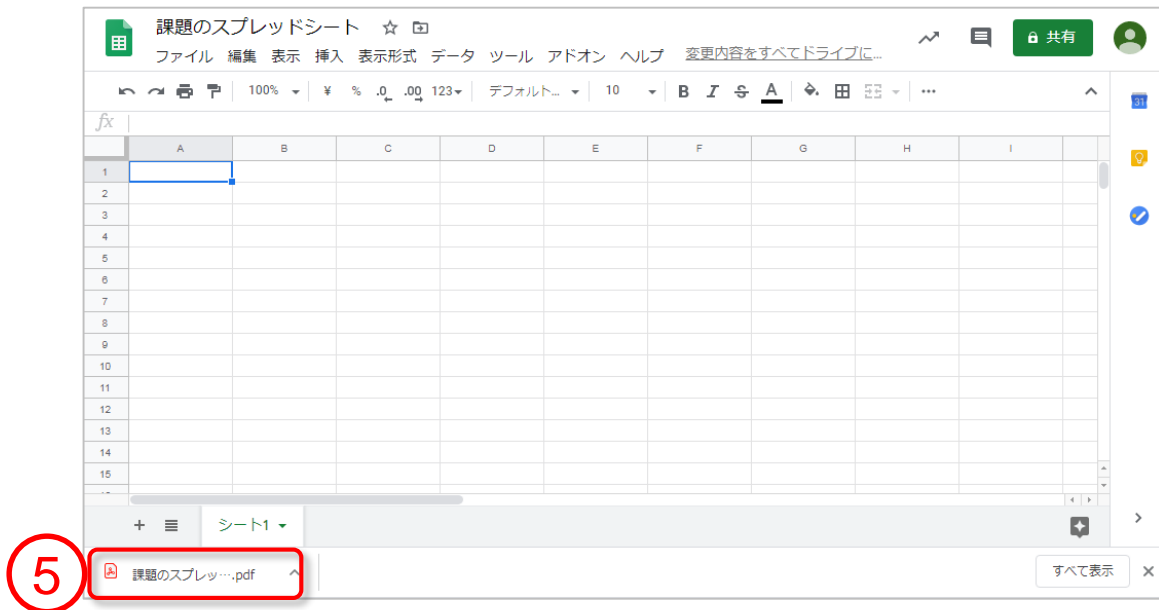 課題のスプレッドシート
ファイル 編集 表示 挿入 表示形式 データ ツール アドオン ヘルプ 変更内容をすべてドライブに…
共有
100% ¥ % .0 .00 123 デフォルト… 10 B I S A
31
fx
A B C D E F G H I
1
2
3
4
5
6
7
8
9
10
11
12
13
14
15
+ シート1
5 課題のスプレッ….pdf すべて表示